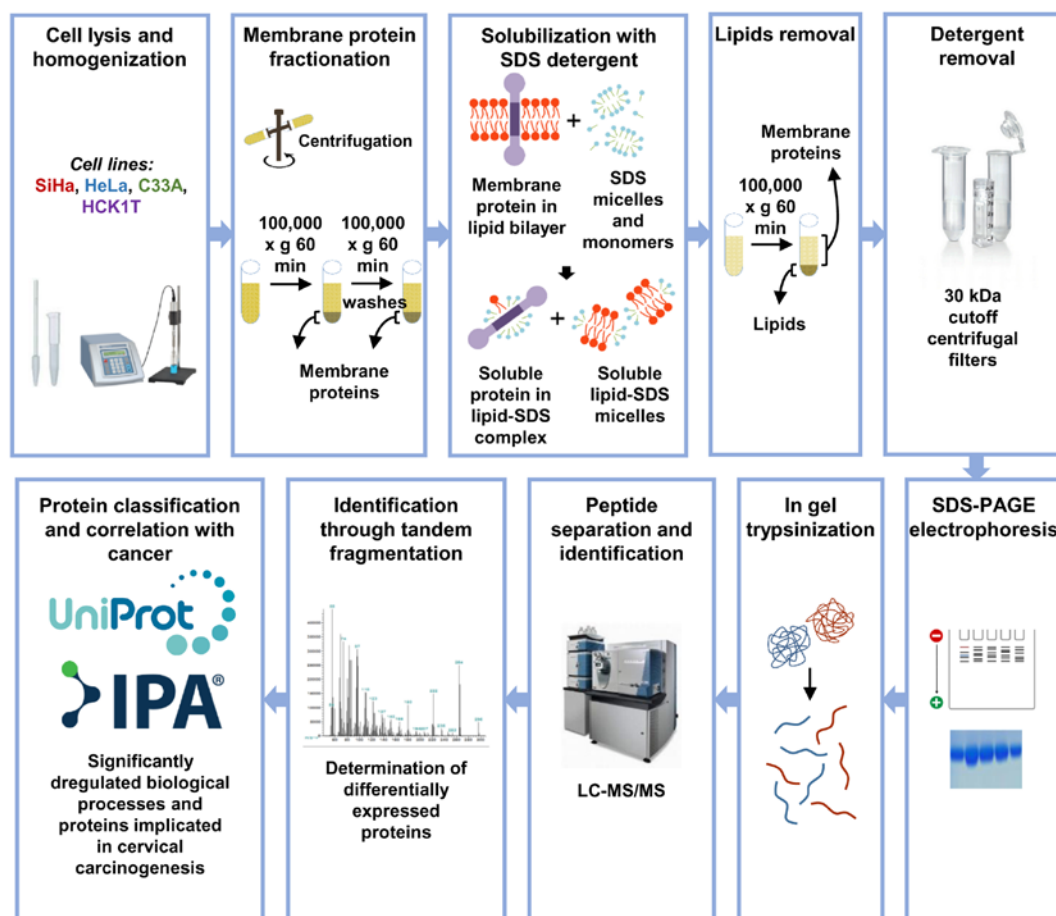 Cell lysis and
homogenization
Cell lines:
SiHa, HeLa, C33A,
HCK1T
Membrane protein
fractionation
Centrifugation
100,000
x g 60
min
100,000
x g 60
min
washes
Membrane
proteins
Solubilization with
SDS detergent
+
Membrane
protein in
lipid bilayer
SDS
micelles
and
monomers
+
Soluble
protein in
lipid-SDS
complex
Soluble
lipid-SDS
micelles
Lipids removal
Membrane
proteins
100,000
x g 60
min
Lipids
Detergent
removal
30 kDa
cutoff
centrifugal
filters
SDS-PAGE
electrophoresis
In gel
trypsinization
Peptide
separation and
identification
LC-MS/MS
Identification
through tandem
fragmentation
Determination of
differentially
expressed
proteins
Protein classification
and correlation with
cancer
UniProt
IPA®
Significantly
dregulated biological
processes and
proteins implicated
in cervical
carcinogenesis